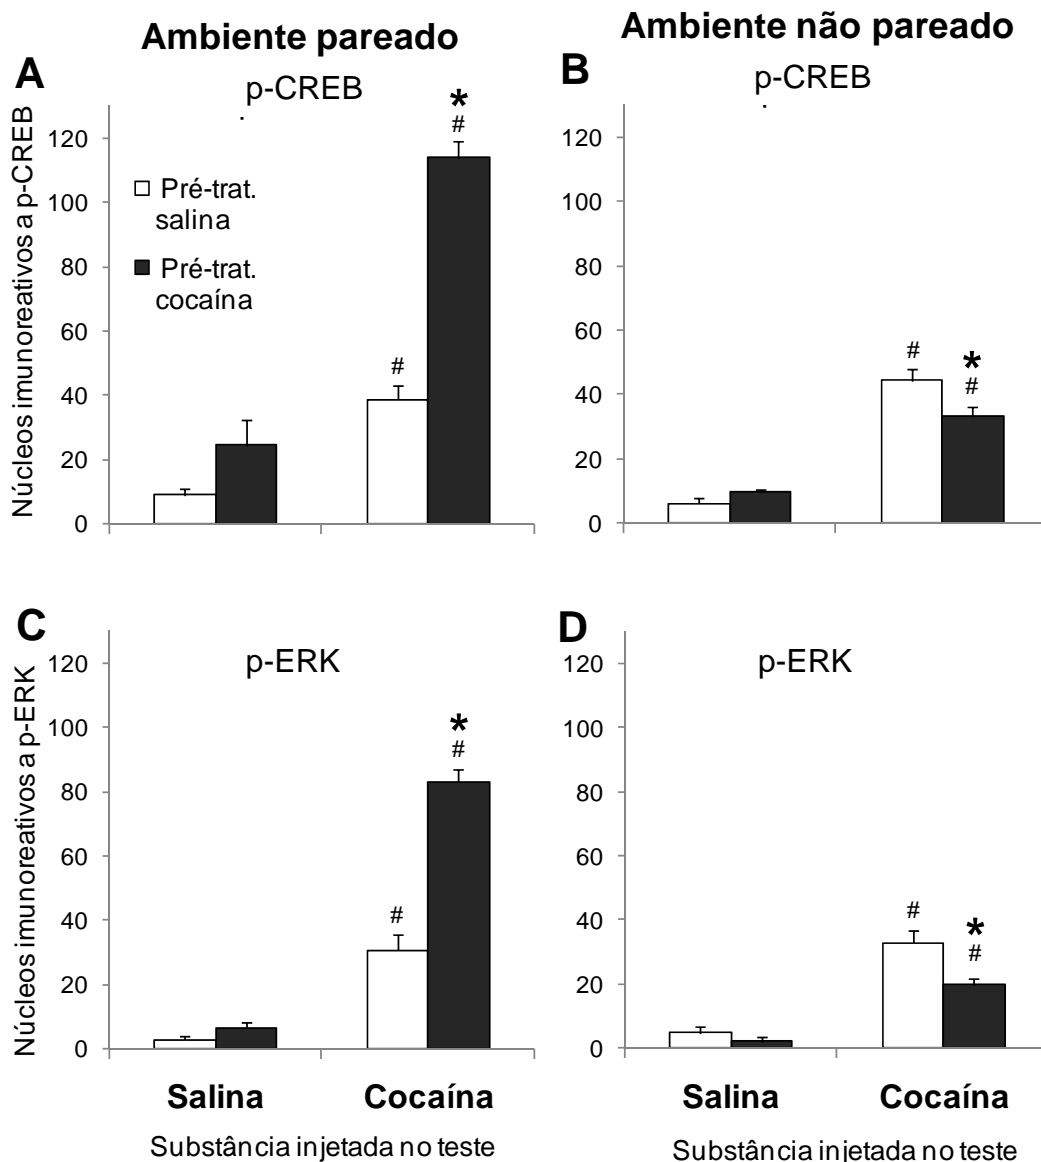 Ambiente pareado
Ambiente não pareado
A
p-CREB
Núcleos imunoreativos a p-CREB
120
100
80
60
40
20
0
Pré-trat.
salina
Pré-trat.
cocaína
#
*
#
B
p-CREB
120
100
80
60
40
20
0
#
*
#
C
p-ERK
Núcleos imunoreativos a p-ERK
120
100
80
60
40
20
0
#
*
#
Salina
Cocaína
Substância injetada no teste
D
p-ERK
120
100
80
60
40
20
0
#
*
#
Salina
Cocaína
Substância injetada no teste